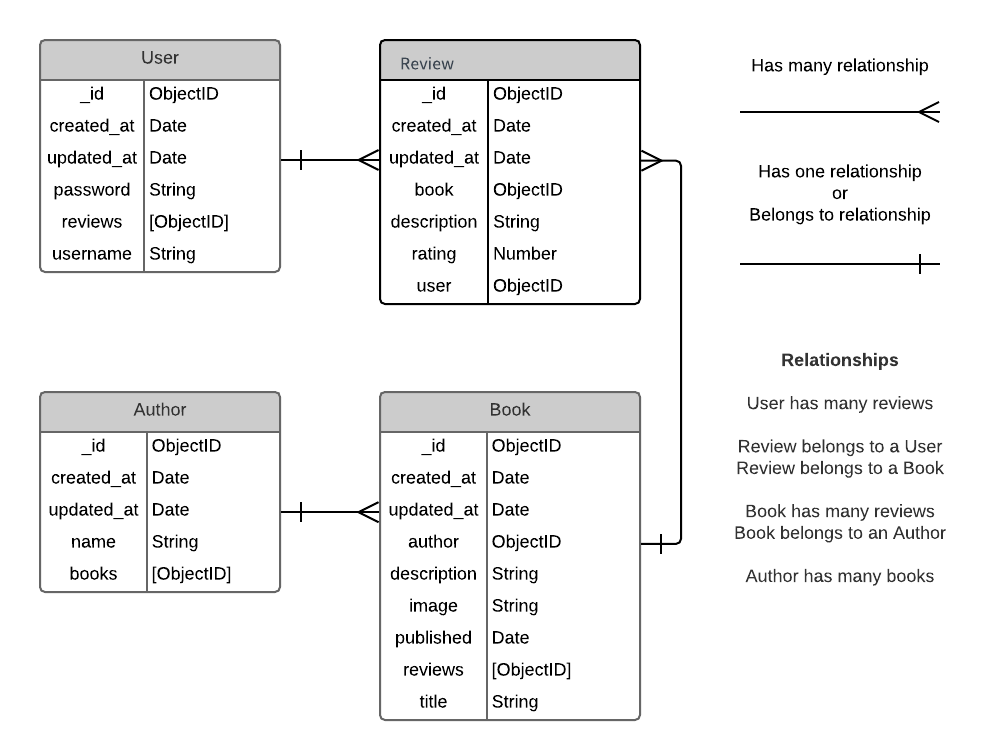 User
_id ObjectID
created_at Date
updated_at Date
password String
reviews [ObjectID]
username String
Review
_id ObjectID
created_at Date
updated_at Date
book ObjectID
description String
rating Number
user ObjectID
Has many relationship
Has one relationship
or
Belongs to relationship
Author
_id ObjectID
created_at Date
updated_at Date
name String
books [ObjectID]
Book
_id ObjectID
created_at Date
updated_at Date
author ObjectID
description String
image String
published Date
reviews [ObjectID]
title String
Relationships
User has many reviews
Review belongs to a User
Review belongs to a Book
Book has many reviews
Book belongs to an Author
Author has many books